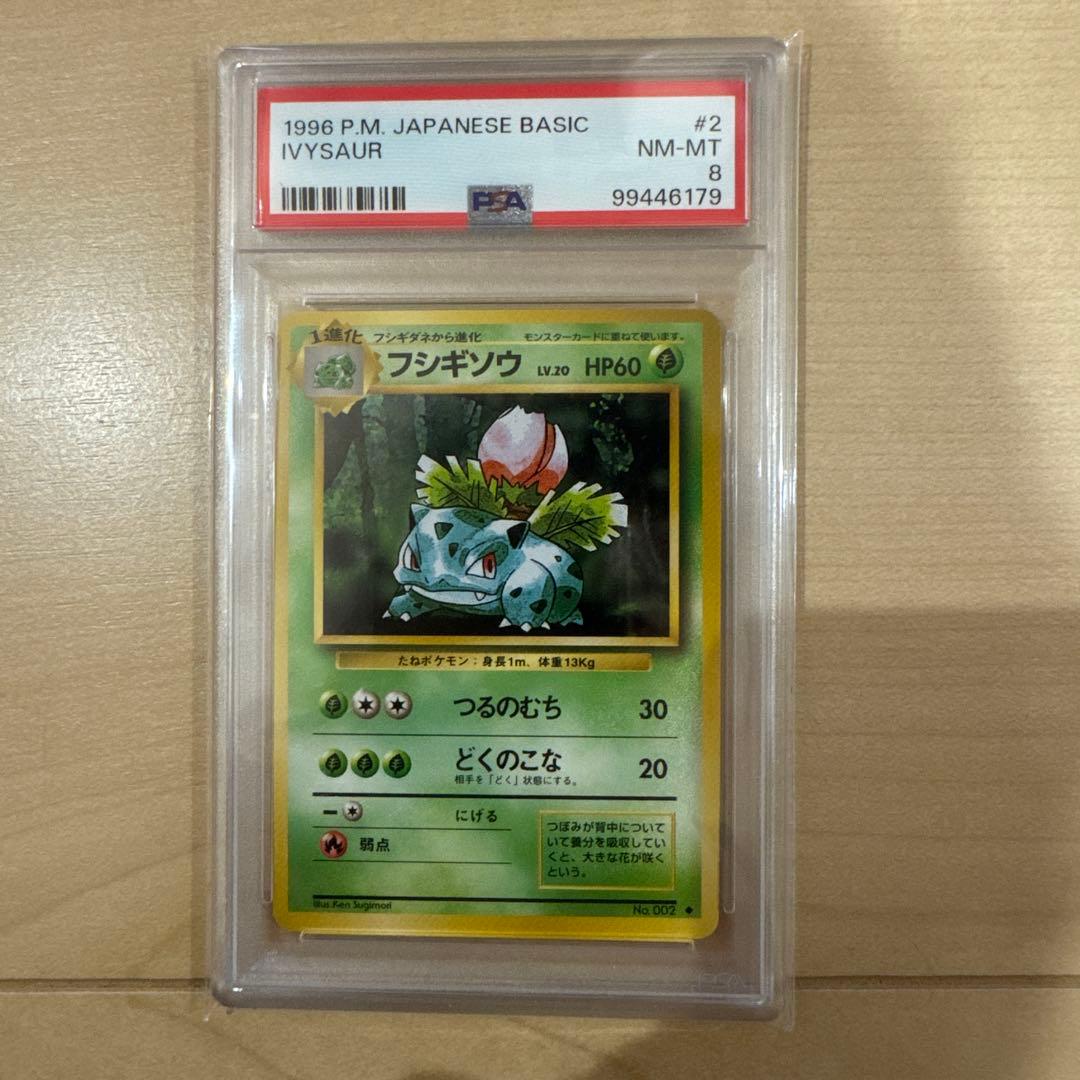 1996 P.M. JAPANESE BASIC #2
IVYSAUR NM-MT
8
PSA 99446179
1進化 フシギダネから進化 モンスターカードに重ねて使います。
フシギソウ LV.20 HP60
たねポケモン：身長1m、体重13Kg
つるのむち 30
どくのこな 20
相手を「どく」状態にする。
にげる
弱点
つぼみが背中について
いて養分を吸収してい
くと、大きな花が咲く
という。
Illus.Ken Sugimori No. 002
PSA